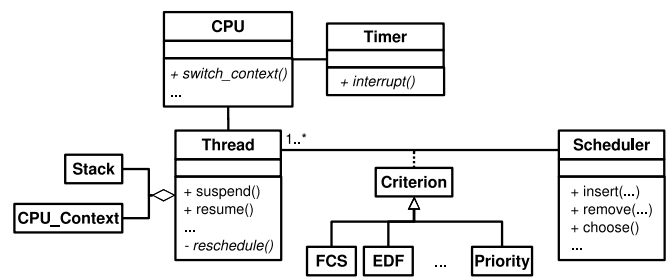 CPU
+ switch_context()
...
Timer
+ interrupt()
Thread
+ suspend()
+ resume()
...
- reschedule()
1..*
Scheduler
+ insert(...)
+ remove(...)
+ choose()
...
Stack
CPU_Context
Criterion
FCS
EDF
...
Priority